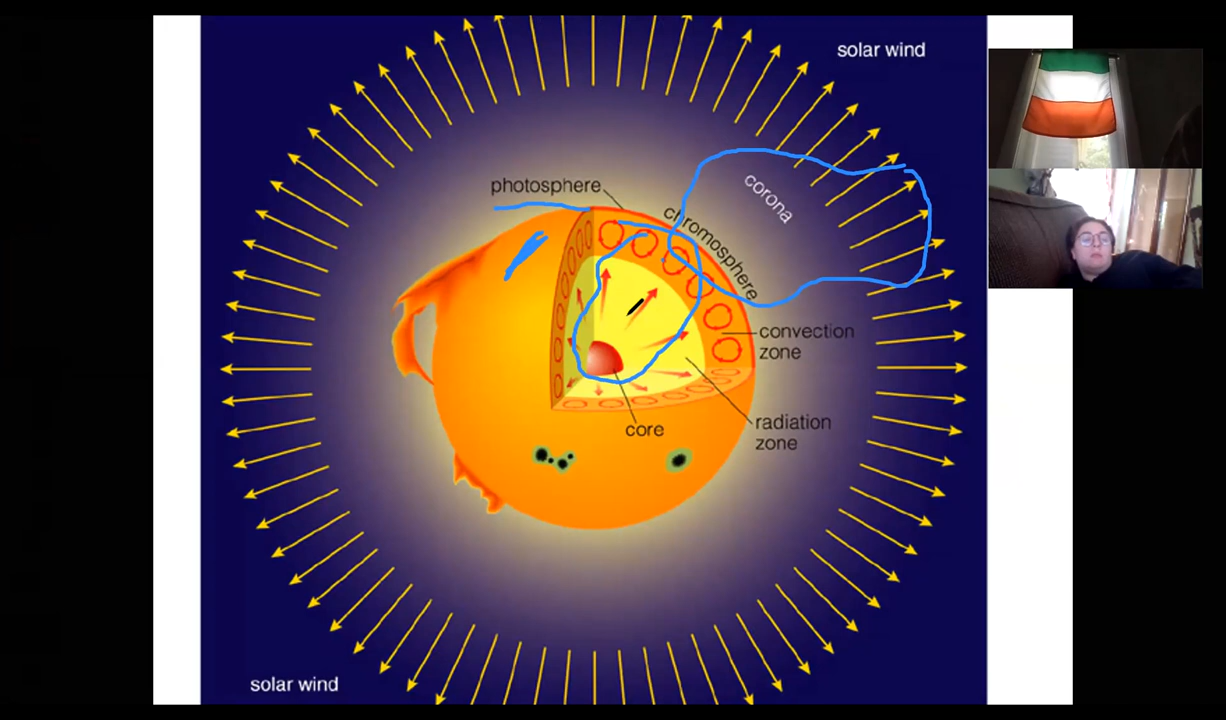 solar wind
photosphere
corona
chromosphere
convection
zone
radiation
zone
core
solar wind